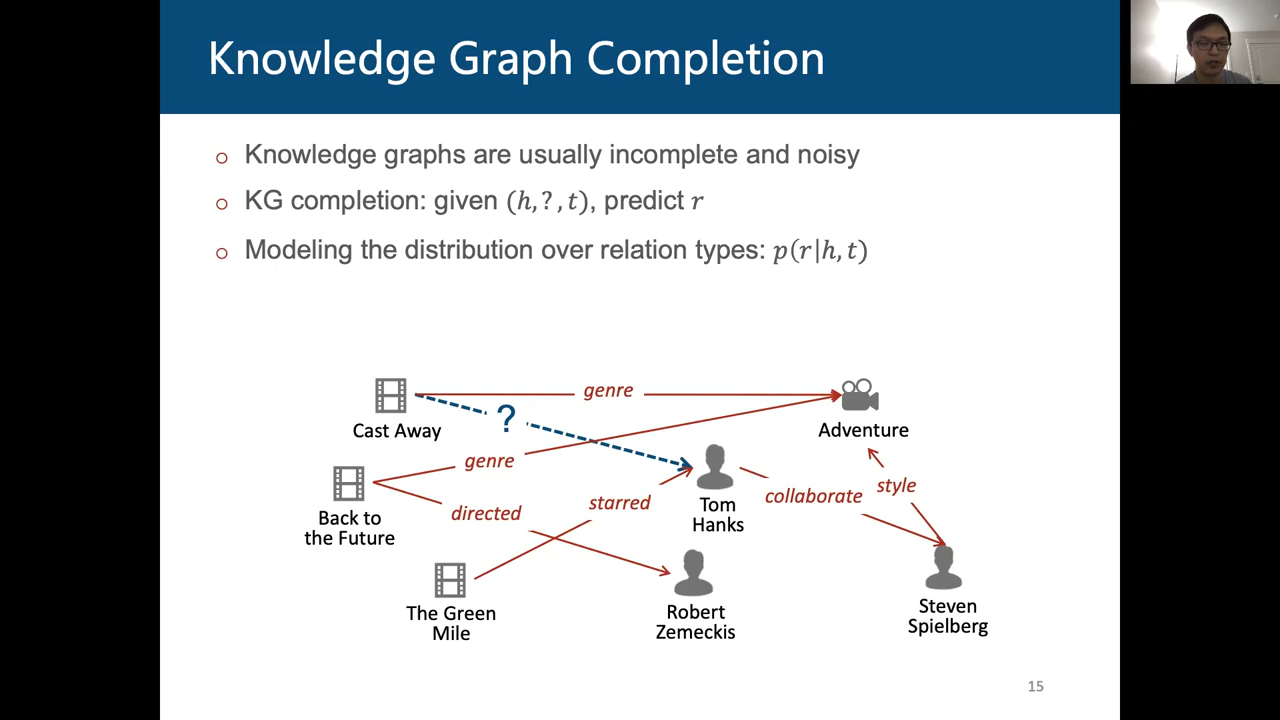 Knowledge Graph Completion
Knowledge graphs are usually incomplete and noisy
KG completion: given (h, ?, t), predict r
Modeling the distribution over relation types: p(r|h, t)
genre
Cast Away
?
Adventure
genre
Back to
the Future
directed
starred
Tom
Hanks
collaborate
style
The Green
Mile
Robert
Zemeckis
Steven
Spielberg
15